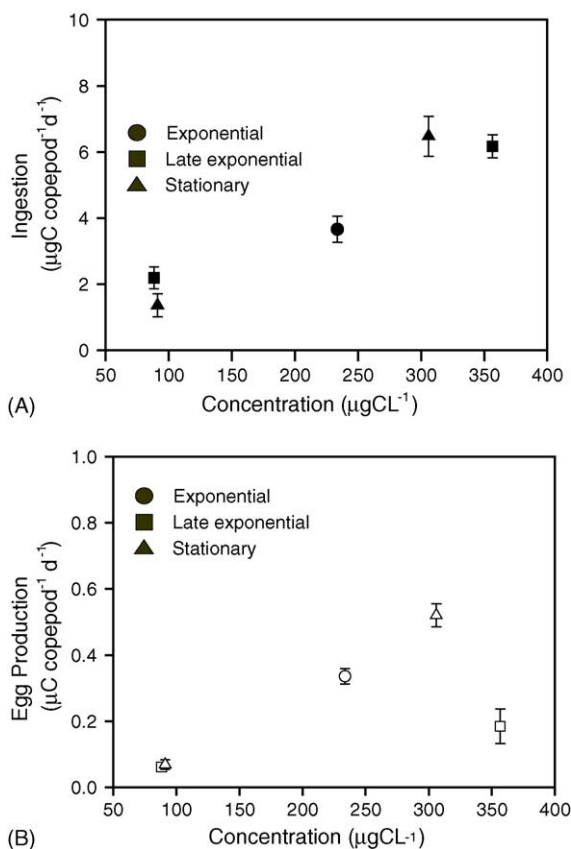 10
8
6
4
2
0
Ingestion
(µgC copepod⁻¹d⁻¹)
Exponential
Late exponential
Stationary
50 100 150 200 250 300 350 400
Concentration (µgCL⁻¹)
(A)
1.0
0.8
0.6
0.4
0.2
0.0
Egg Production
(µC copepod⁻¹ d⁻¹)
Exponential
Late exponential
Stationary
50 100 150 200 250 300 350 400
Concentration (µgCL-1)
(B)